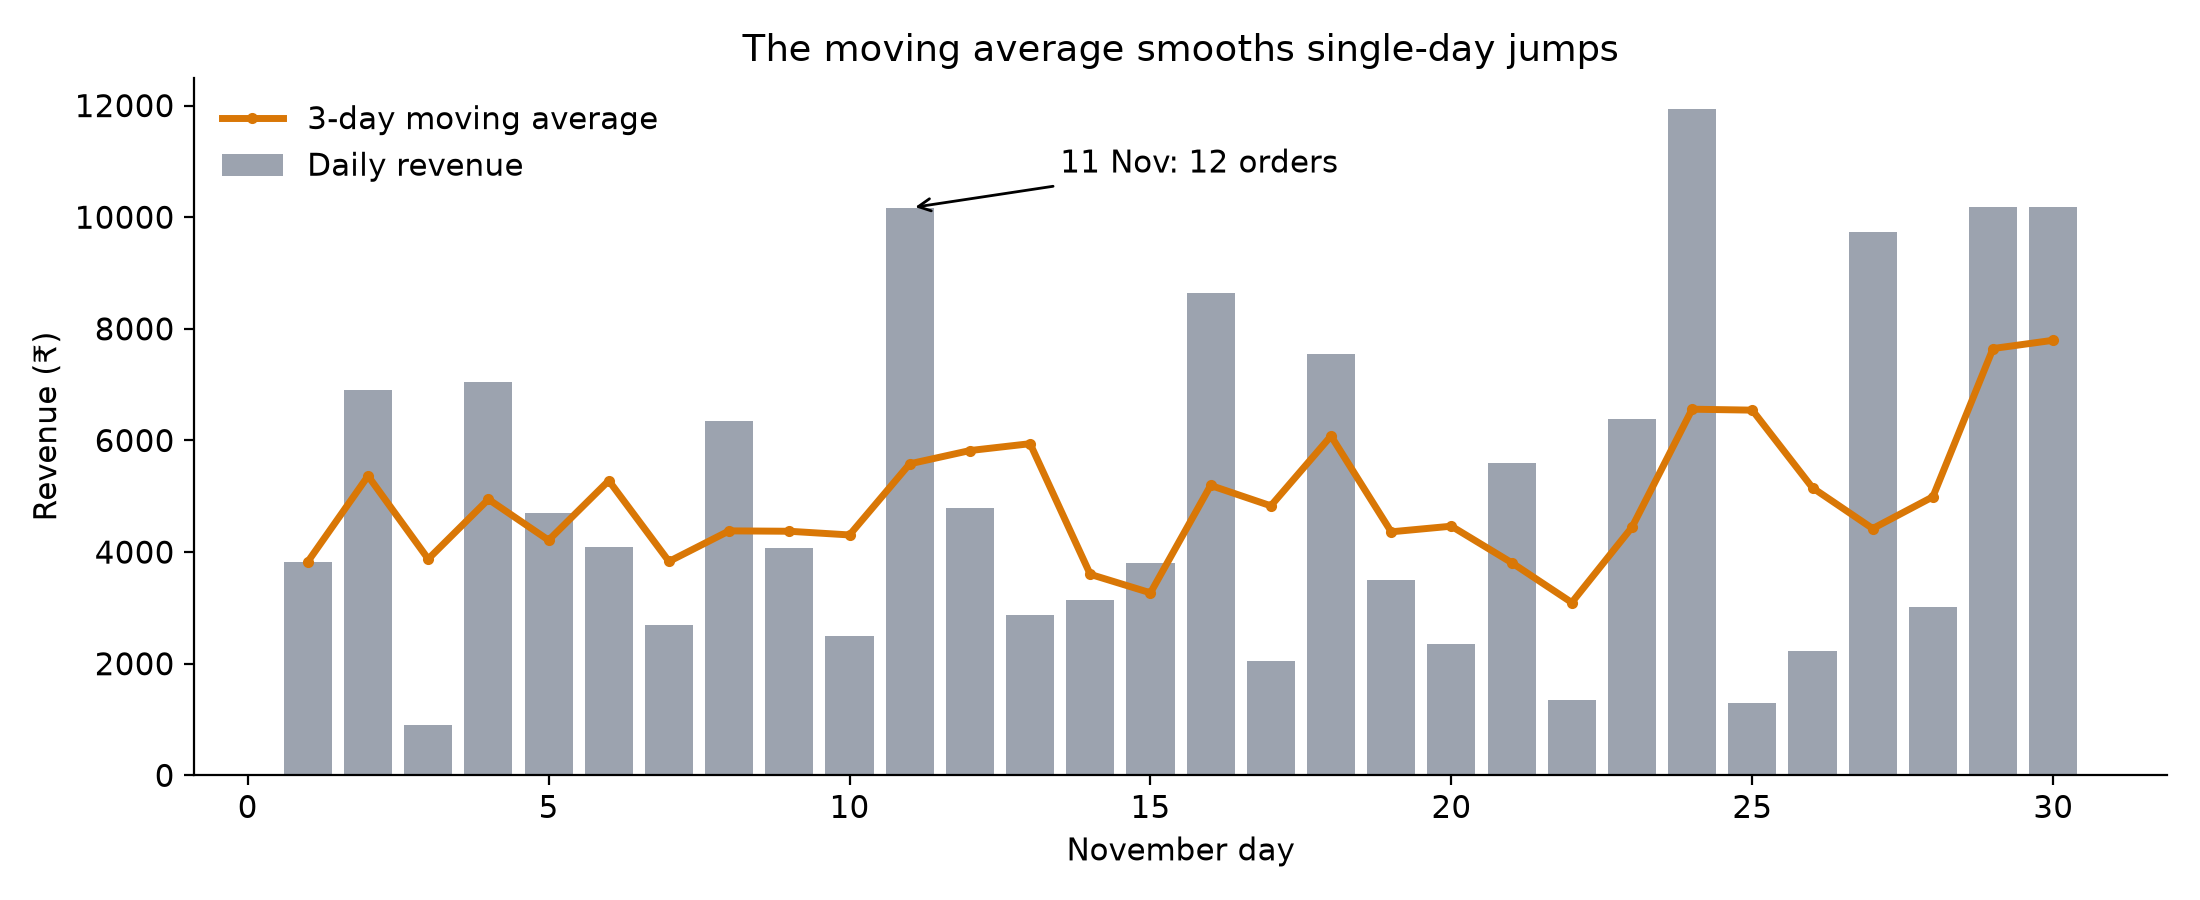 The moving average smooths single-day jumps
3-day moving average
Daily revenue
11 Nov: 12 orders
Revenue (₹)
12000
10000
8000
6000
4000
2000
0
0 5 10 15 20 25 30
November day